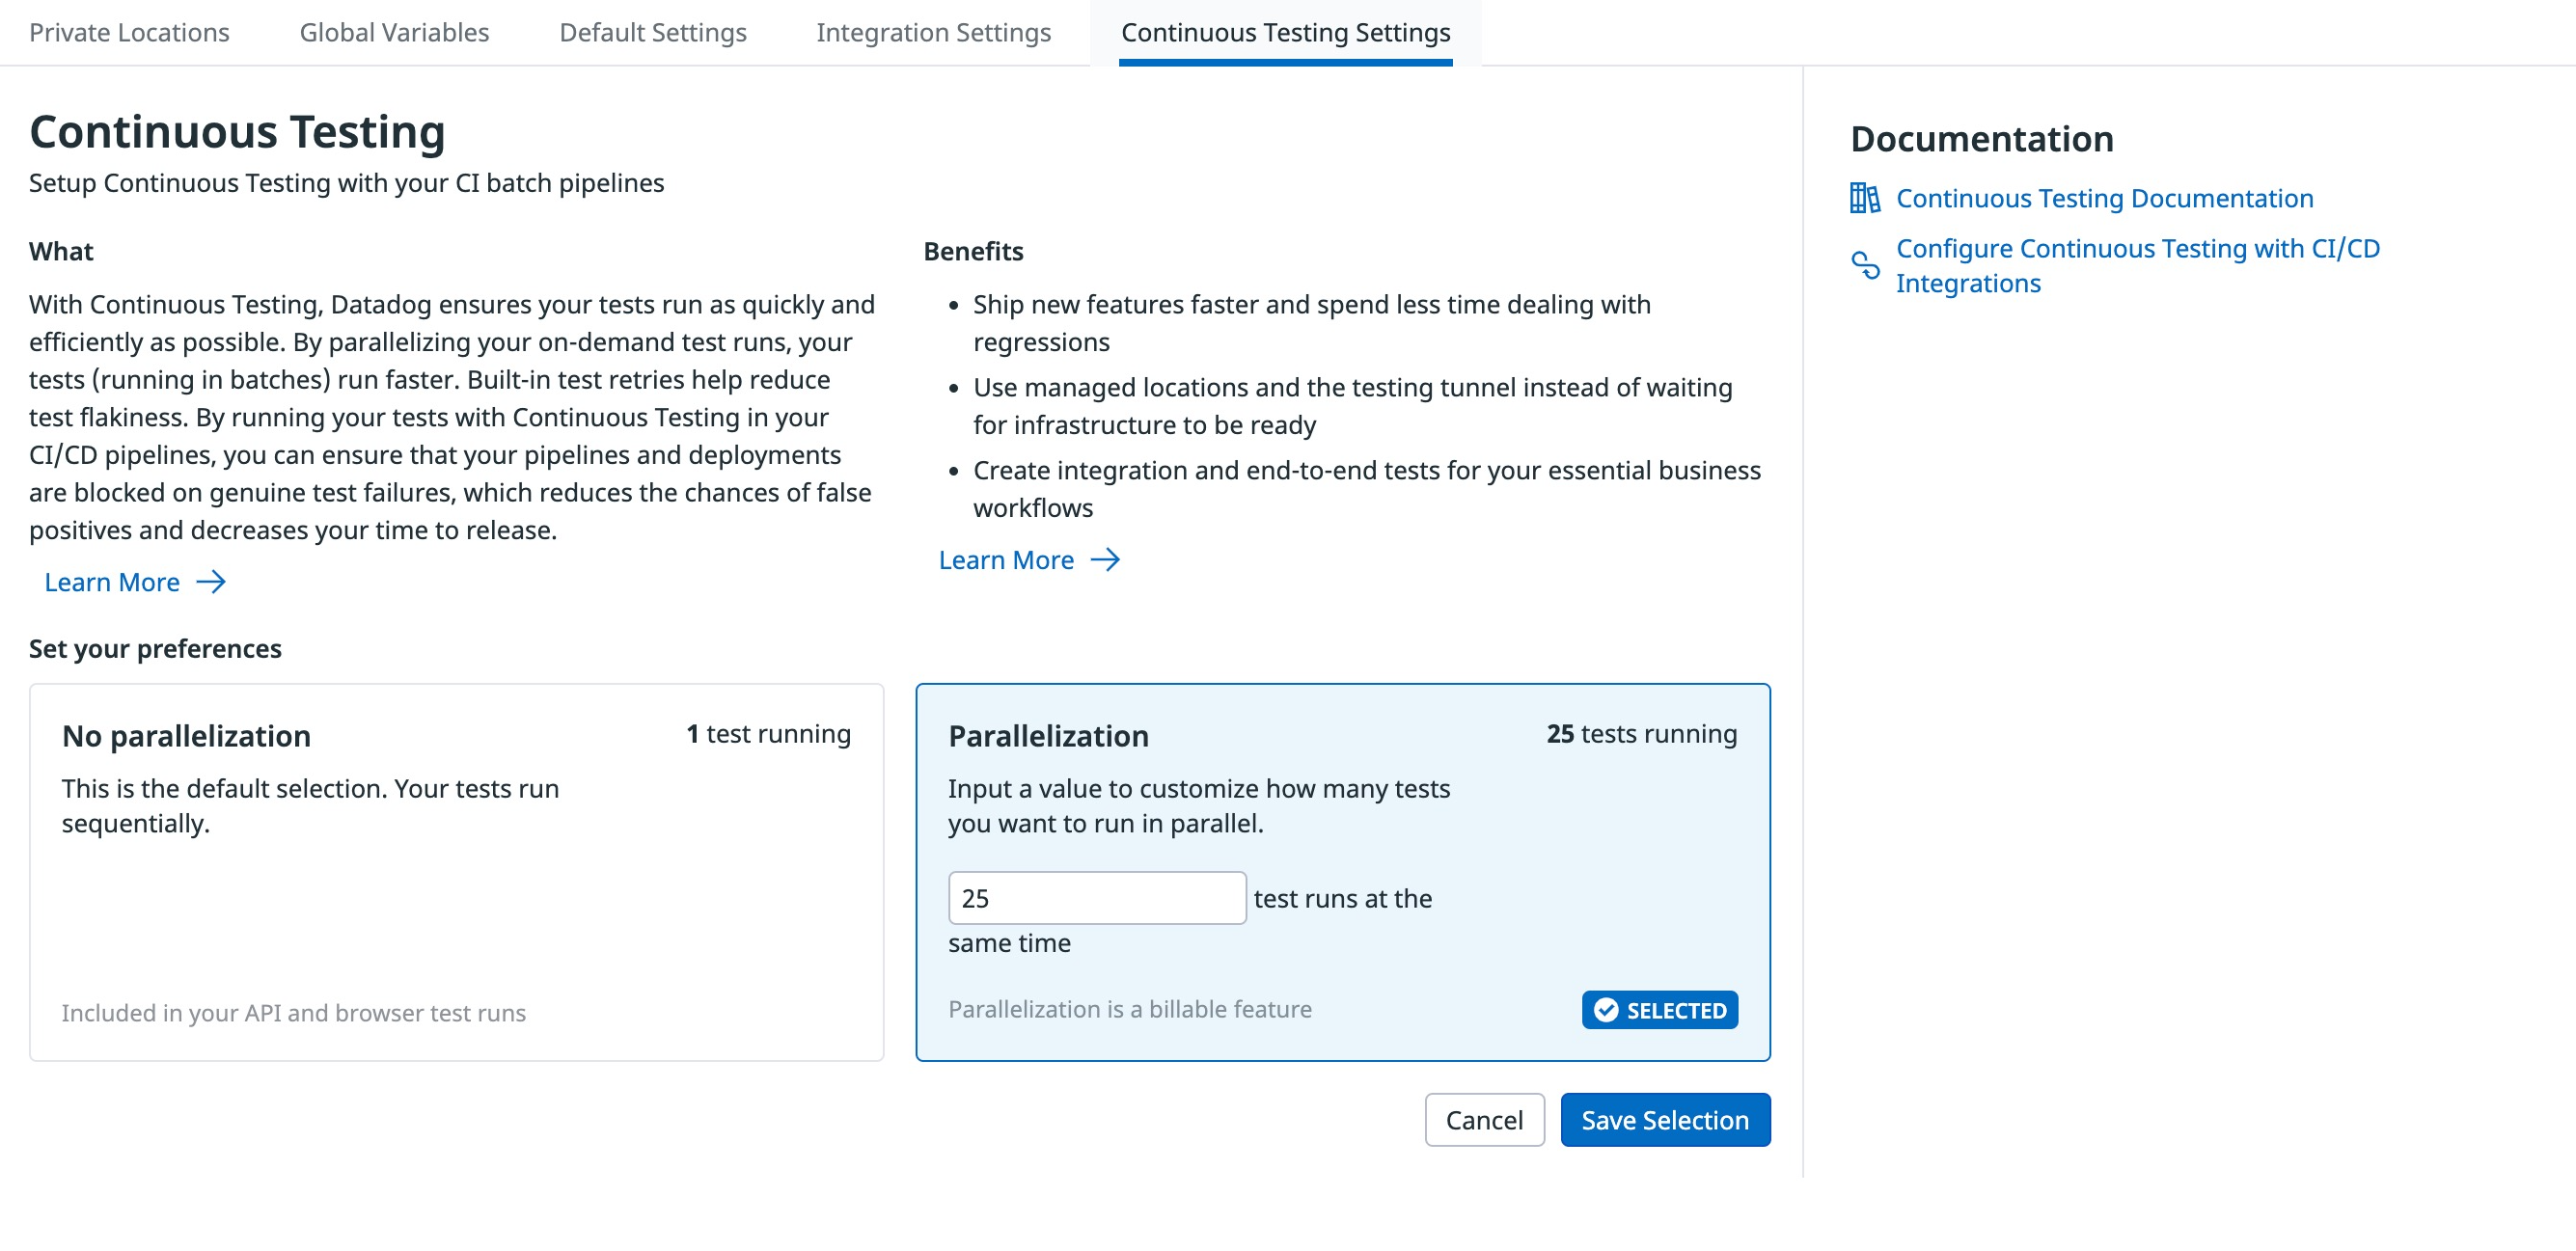 Private Locations
Global Variables
Default Settings
Integration Settings
Continuous Testing Settings
Continuous Testing
Setup Continuous Testing with your CI batch pipelines
What
With Continuous Testing, Datadog ensures your tests run as quickly and
efficiently as possible. By parallelizing your on-demand test runs, your
tests (running in batches) run faster. Built-in test retries help reduce
test flakiness. By running your tests with Continuous Testing in your
CI/CD pipelines, you can ensure that your pipelines and deployments
are blocked on genuine test failures, which reduces the chances of false
positives and decreases your time to release.
Learn More
Benefits
Ship new features faster and spend less time dealing with
regressions
Use managed locations and the testing tunnel instead of waiting
for infrastructure to be ready
Create integration and end-to-end tests for your essential business
workflows
Learn More
Set your preferences
No parallelization
1 test running
This is the default selection. Your tests run
sequentially.
Included in your API and browser test runs
Parallelization
25 tests running
Input a value to customize how many tests
you want to run in parallel.
25 test runs at the
same time
Parallelization is a billable feature
SELECTED
Cancel
Save Selection
Documentation
Continuous Testing Documentation
Configure Continuous Testing with CI/CD
Integrations